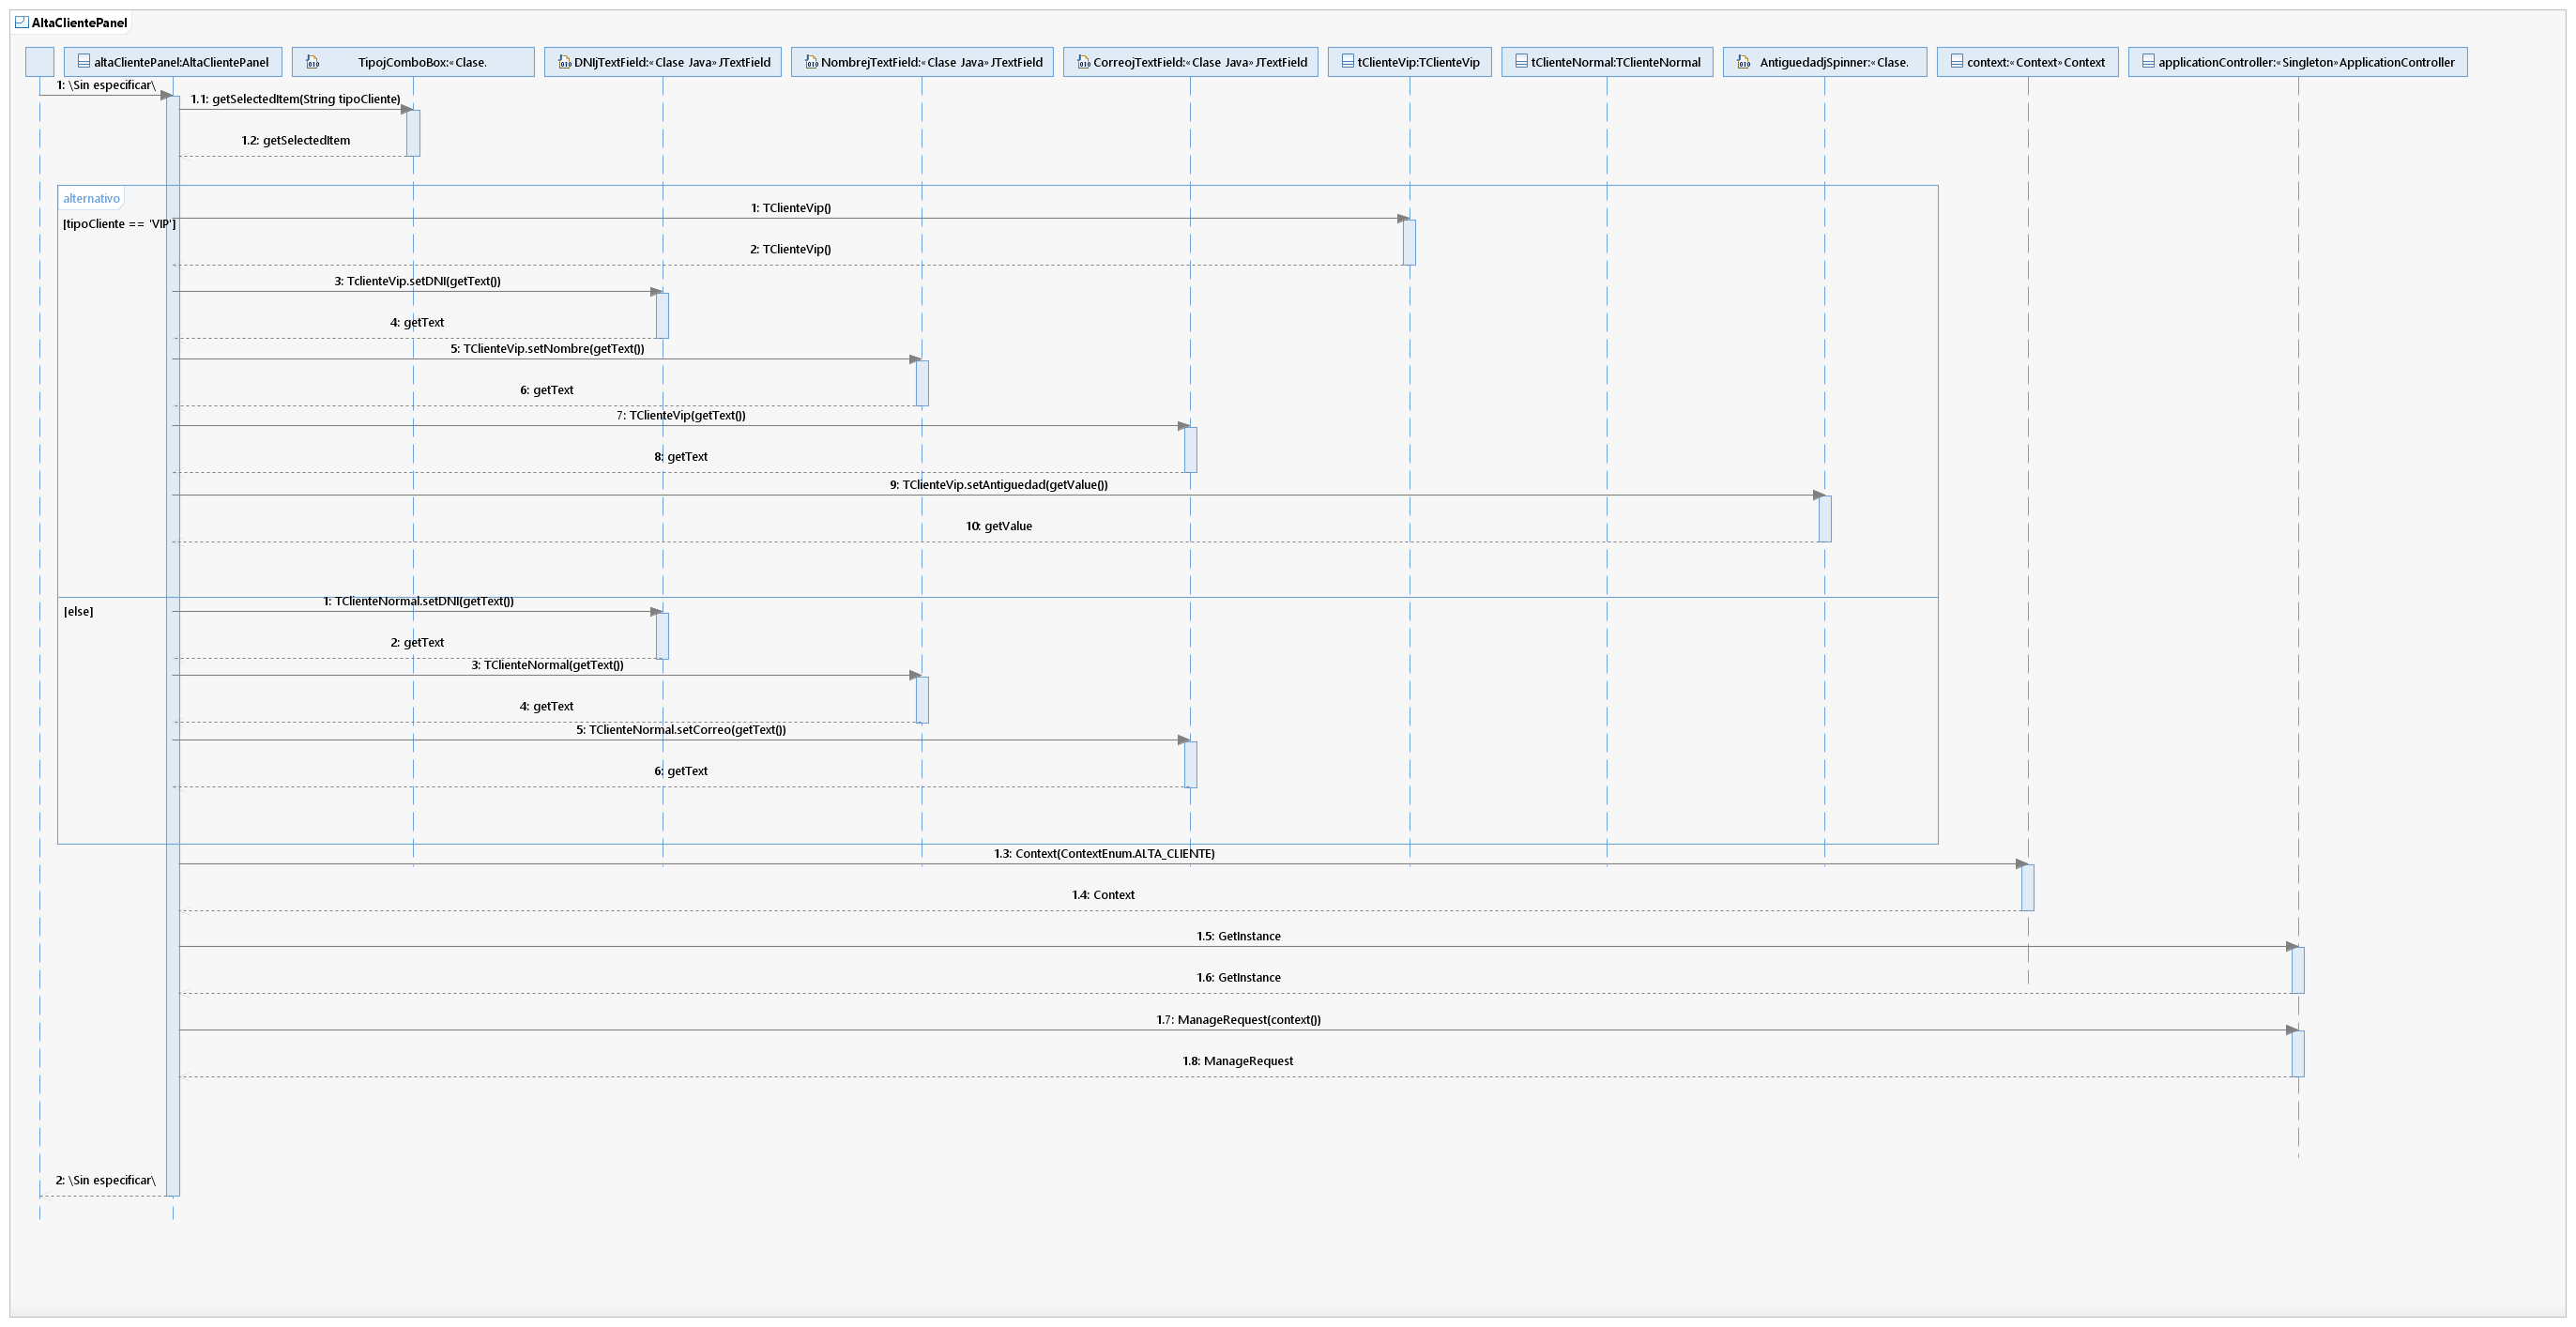 AltaClientePanel
altaClientePanel:AltaClientePanel
TipojComboBox:«Clase.
DNIjTextField:«Clase Java»JTextField
NombrejTextField:«Clase Java»JTextField
CorreojTextField:«Clase Java»JTextField
tClienteVip:TClienteVip
tClienteNormal:TClienteNormal
AntiguedadjSpinner:«Clase.
context:«Context»Context
applicationController:«Singleton»ApplicationController
1: \Sin especificar\
1.1: getSelectedItem(String tipoCliente)
1.2: getSelectedItem
alternativo
1: TClienteVip()
[tipoCliente == 'VIP']
2: TClienteVip()
3: TclienteVip.setDNI(getText())
4: getText
5: TClienteVip.setNombre(getText())
6: getText
7: TClienteVip(getText())
8: getText
9: TClienteVip.setAntiguedad(getValue())
10: getValue
1: TClienteNormal.setDNI(getText())
[else]
2: getText
3: TClienteNormal(getText())
4: getText
5: TClienteNormal.setCorreo(getText())
6: getText
1.3: Context(ContextEnum.ALTA_CLIENTE)
1.4: Context
1.5: GetInstance
1.6: GetInstance
1.7: ManageRequest(context())
1.8: ManageRequest
2: \Sin especificar\